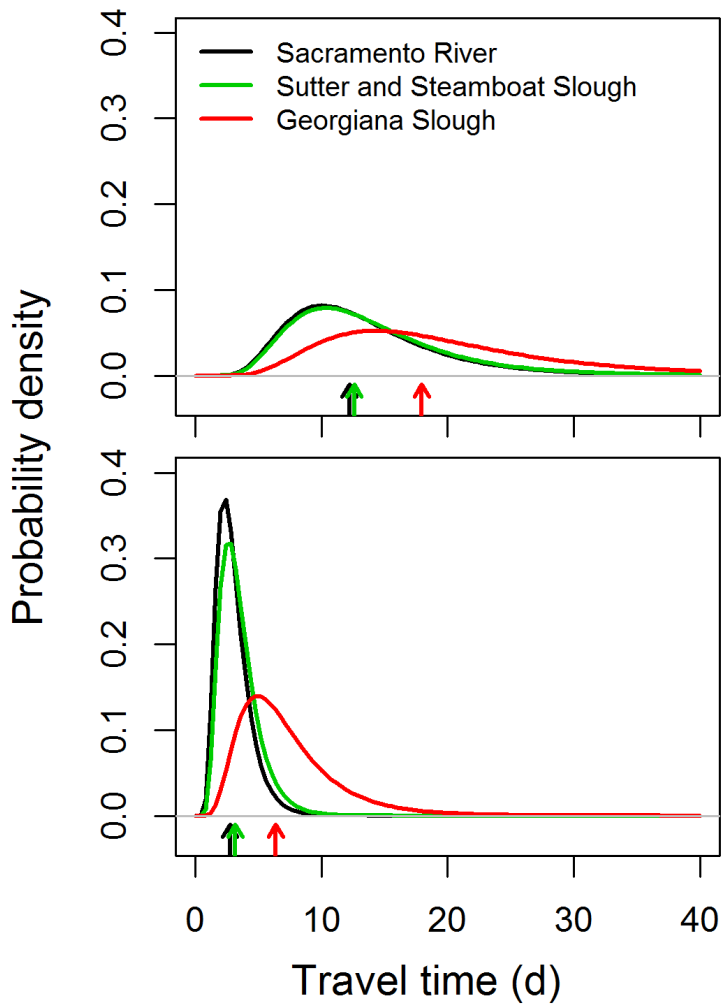 0.4
0.3
0.2
0.1
0.0
Sacramento River
Sutter and Steamboat Slough
Georgiana Slough
Probability density
0.4
0.3
0.2
0.1
0.0
0 10 20 30 40
Travel time (d)